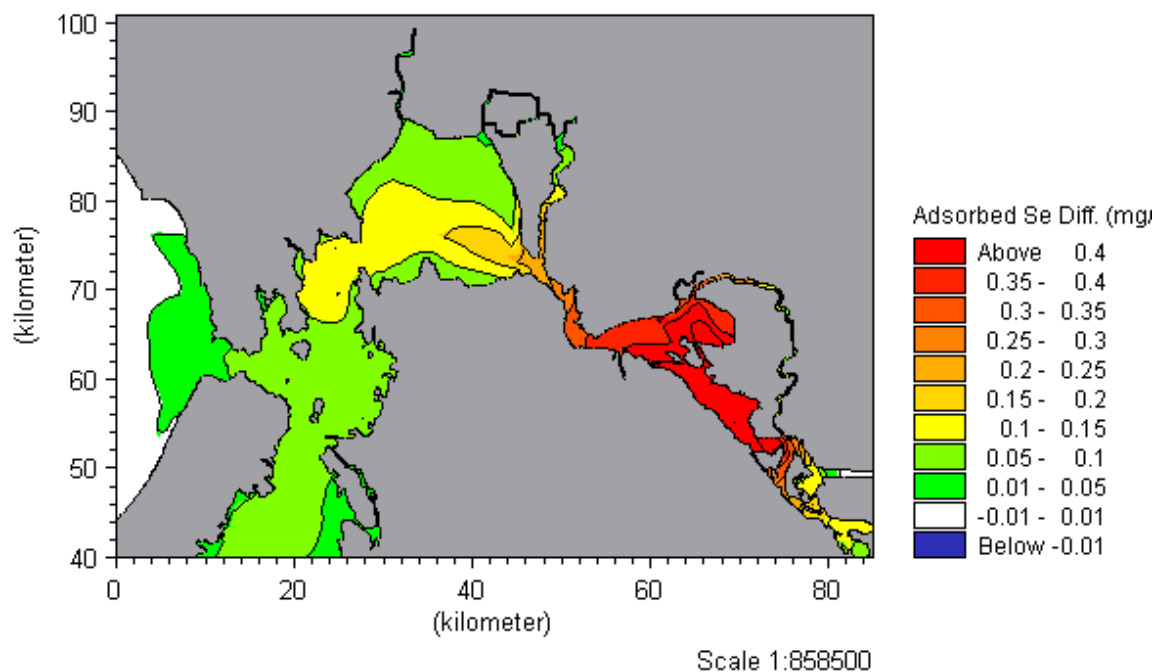 100
90
80
70
60
50
40
(kilometer)
0 20 40 60 80
(kilometer)
Scale 1:858500
Adsorbed Se Diff. (mg/
Above 0.4
0.35 - 0.4
0.3 - 0.35
0.25 - 0.3
0.2 - 0.25
0.15 - 0.2
0.1 - 0.15
0.05 - 0.1
0.01 - 0.05
-0.01 - 0.01
Below -0.01